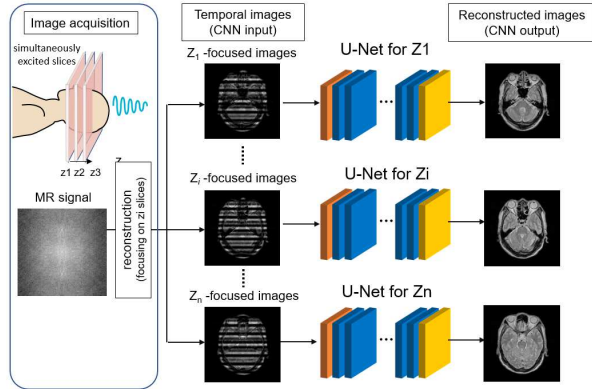 Image acquisition
simultaneously
excited slices
z
z1 z2 z3
MR signal
reconstruction
(focusing on zi slices)
Temporal images
(CNN input)
Reconstructed images
(CNN output)
Z1 -focused images
U-Net for Z1
Zi -focused images
U-Net for Zi
Zn -focused images
U-Net for Zn